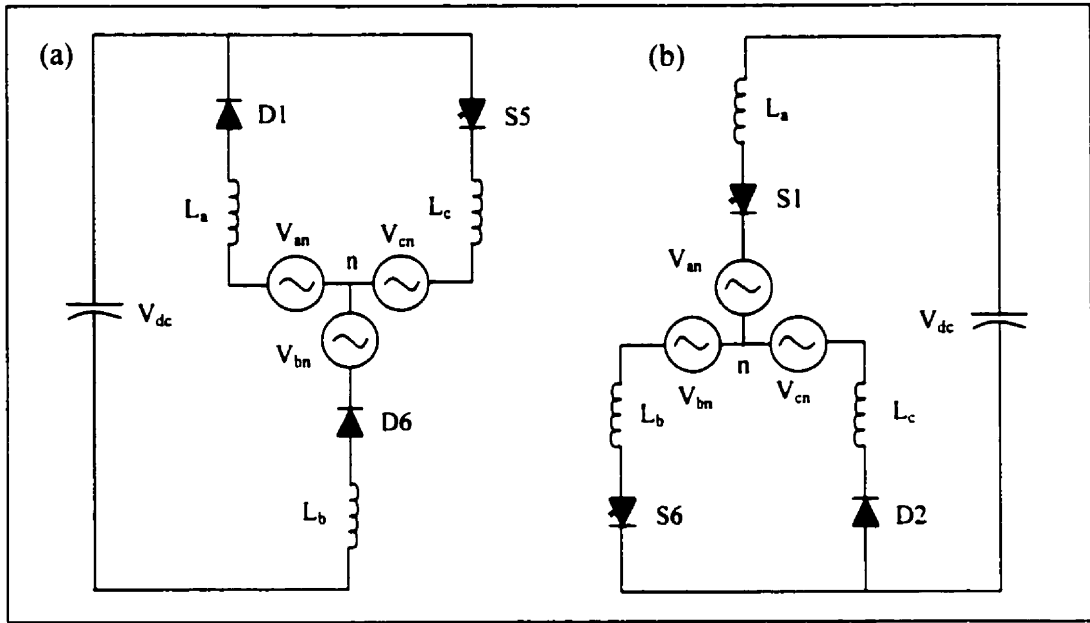 (a)
D1
S5
L_a
L_c
V_an
n
V_cn
V_dc
V_bn
D6
L_b
(b)
L_a
S1
V_an
V_dc
V_bn
n
V_cn
L_b
L_c
S6
D2